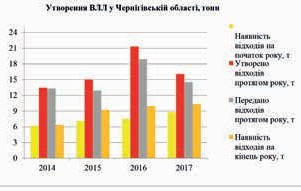 Утворення ВЛЛ у Чернігівській області, тонн
24
21
18
15
12
9
6
3
0
2014 2015 2016 2017
Наявність
відходів на
початок року, т
Утворено
відходів
протягом року, т
Передано
відходів
протягом року, т
Наявність
відходів на
кінець року, т